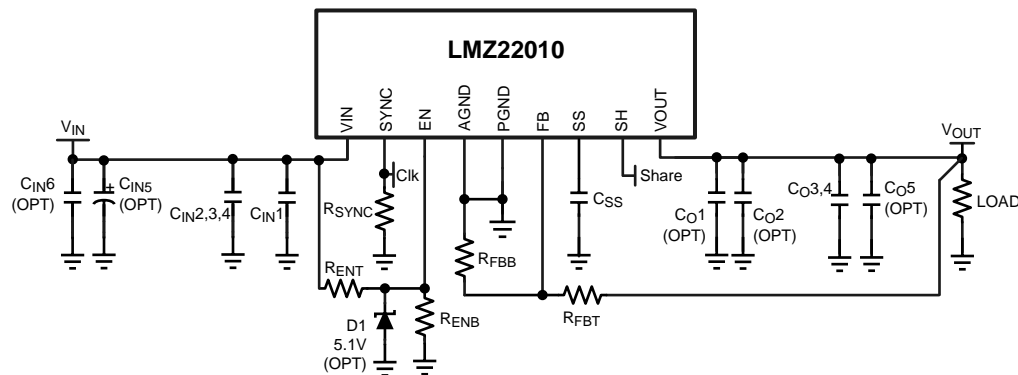 LMZ22010
VIN
SYNC
EN
AGND
PGND
FB
SS
SH
VOUT
VIN
VOUT
Clk
Share
CIN6
(OPT)
CIN5
(OPT)
+
CIN2,3,4
CIN1
RSYNC
CSS
CO1
(OPT)
CO2
(OPT)
CO3,4
CO5
(OPT)
LOAD
RENT
RFBB
RENB
RFBT
D1
5.1V
(OPT)